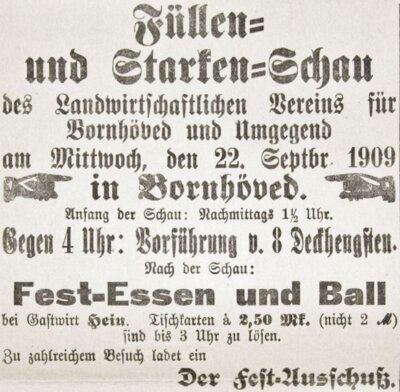 Füllen-
und Starken-Schau
des Landwirtschaftlichen Vereins für
Bornhöved und Umgegend
am Mittwoch, den 22. Septbr. 1909
in Bornhöved.
Anfang der Schau: Nachmittags 1½ Uhr.
Gegen 4 Uhr: Vorführung v. 8 Deckhengsten.
Nach der Schau:
Fest-Essen und Ball
bei Gastwirt Hein. Tischkarten à 2,50 Mk. (nicht 2 M)
sind bis 3 Uhr zu lösen.
Zu zahlreichem Besuch ladet ein
Der Fest-Ausschuß.